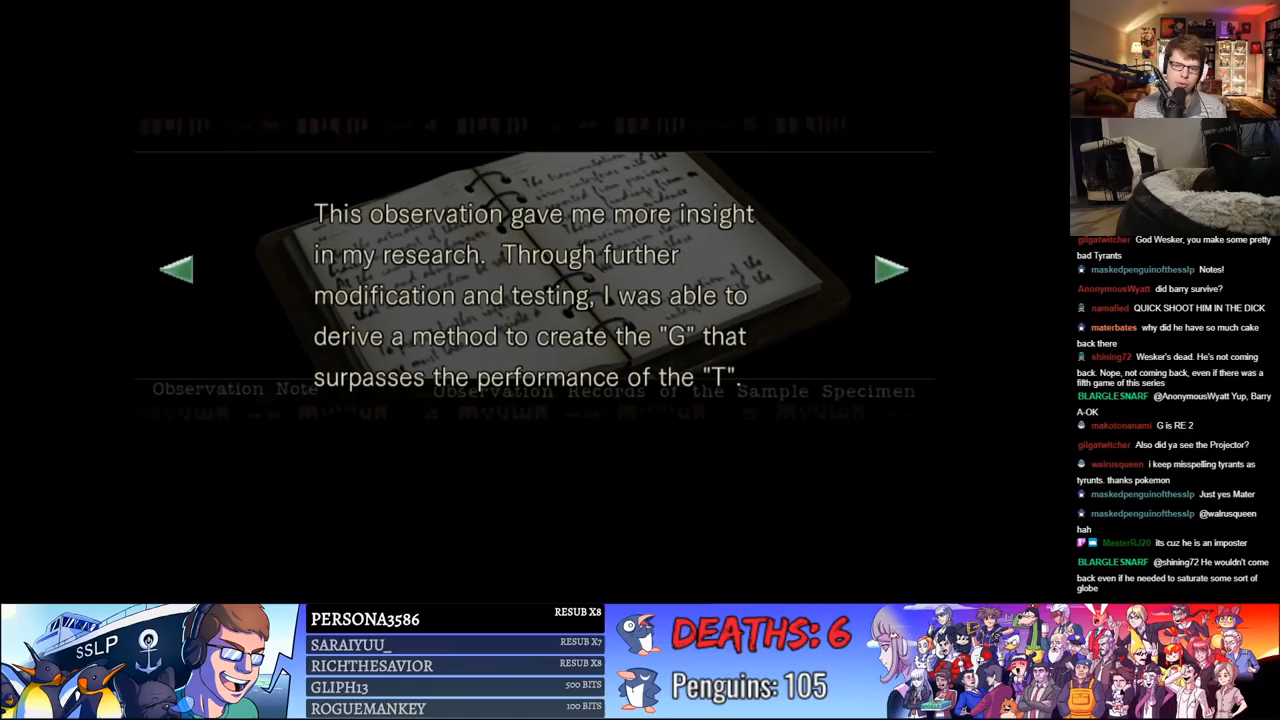 This observation gave me more insight
in my research. Through further
modification and testing, I was able to
derive a method to create the "G" that
surpasses the performance of the "T".
Observation Note
Observation Records of the Sample Specimen
gilgatwitcher God Wesker, you make some pretty
bad Tyrants
maskedpenguinofthesslp Notes!
AnonymousWyatt did barry survive?
namafied QUICK SHOOT HIM IN THE DICK
materbates why did he have so much cake
back there
shining72 Wesker's dead. He's not coming
back. Nope, not coming back, even if there was a
fifth game of this series
BLARGLESNARF @AnonymousWyatt Yup, Barry
A-OK
makotonanami G is RE 2
gilgatwitcher Also did ya see the Projector?
walrusqueen i keep misspelling tyrants as
tyrunts. thanks pokemon
maskedpenguinofthesslp Just yes Mater
maskedpenguinofthesslp @walrusqueen
hah
MasterRJ20 its cuz he is an imposter
BLARGLESNARF @shining72 He wouldn't come
back even if he needed to saturate some sort of
globe
SSLP
PERSONA3586 RESUB X8
SARAIYUU_ RESUB X7
RICHTHESAVIOR RESUB X8
GLIPH13 500 BITS
ROGUEMANKEY 100 BITS
DEATHS: 6
Penguins: 105